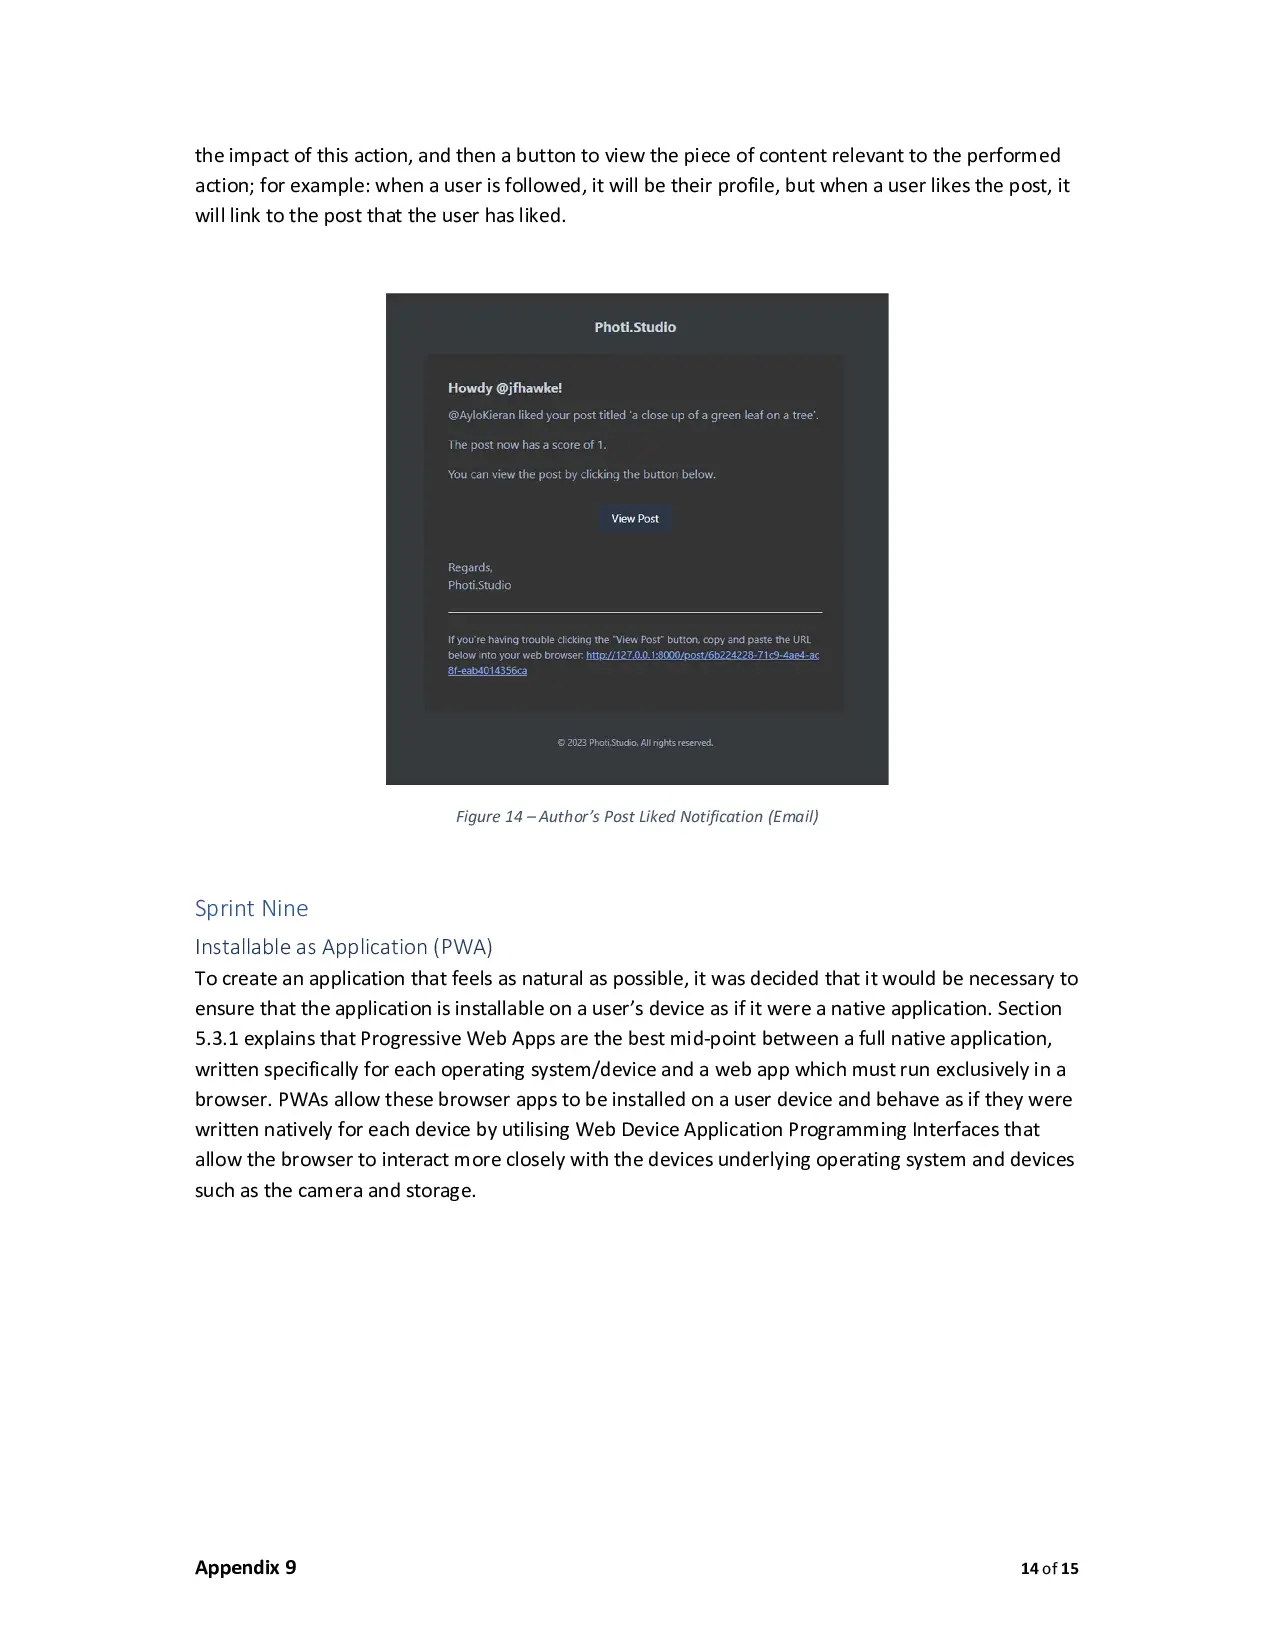 the impact of this action, and then a button to view the piece of content relevant to the performed
action; for example: when a user is followed, it will be their profile, but when a user likes the post, it
will link to the post that the user has liked.
Photi.Studio
Howdy @jfhawke!
@AyloKieran liked your post titled 'a close up of a green leaf on a tree'.
The post now has a score of 1.
You can view the post by clicking the button below.
View Post
Regards,
Photi.Studio
If you're having trouble clicking the "View Post" button, copy and paste the URL
below into your web browser: http://127.0.0.1:8000/post/6b224228-71c9-4ae4-ac
8f-eab4014356ca
© 2023 Photi.Studio. All rights reserved.
Figure 14 – Author’s Post Liked Notification (Email)
Sprint Nine
Installable as Application (PWA)
To create an application that feels as natural as possible, it was decided that it would be necessary to
ensure that the application is installable on a user’s device as if it were a native application. Section
5.3.1 explains that Progressive Web Apps are the best mid-point between a full native application,
written specifically for each operating system/device and a web app which must run exclusively in a
browser. PWAs allow these browser apps to be installed on a user device and behave as if they were
written natively for each device by utilising Web Device Application Programming Interfaces that
allow the browser to interact more closely with the devices underlying operating system and devices
such as the camera and storage.
Appendix 9
14 of 15